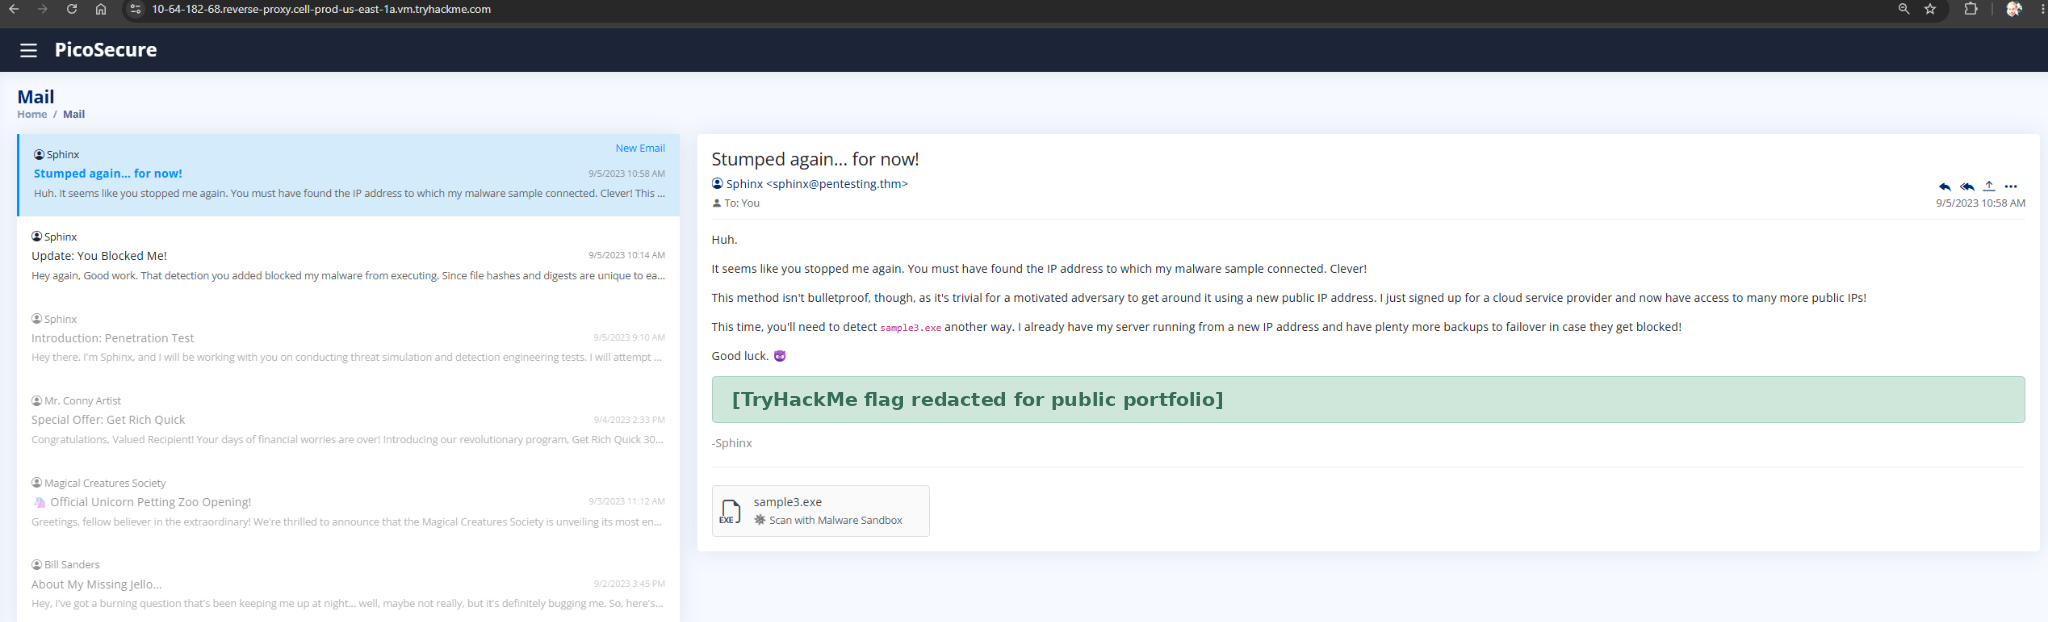 10-64-182-68.reverse-proxy.cell-prod-us-east-1a.vm.tryhackme.com
PicoSecure
Mail
Home / Mail
Sphinx
New Email
Stumped again... for now!
9/5/2023 10:58 AM
Huh. It seems like you stopped me again. You must have found the IP address to which my malware sample connected. Clever! This ...
Sphinx
Update: You Blocked Me!
9/5/2023 10:14 AM
Hey again, Good work. That detection you added blocked my malware from executing. Since file hashes and digests are unique to ea...
Sphinx
Introduction: Penetration Test
9/5/2023 9:10 AM
Hey there. I'm Sphinx, and I will be working with you on conducting threat simulation and detection engineering tests. I will attempt ...
Mr. Conny Artist
Special Offer: Get Rich Quick
9/4/2023 2:33 PM
Congratulations, Valued Recipient! Your days of financial worries are over! Introducing our revolutionary program, Get Rich Quick 30...
Magical Creatures Society
🦄 Official Unicorn Petting Zoo Opening!
9/3/2023 11:12 AM
Greetings, fellow believer in the extraordinary! We're thrilled to announce that the Magical Creatures Society is unveiling its most en...
Bill Sanders
About My Missing Jello...
9/2/2023 3:45 PM
Hey, I've got a burning question that's been keeping me up at night... well, maybe not really, but it's definitely bugging me. So, here's...
Stumped again... for now!
Sphinx <sphinx@pentesting.thm>
To: You
9/5/2023 10:58 AM
Huh.
It seems like you stopped me again. You must have found the IP address to which my malware sample connected. Clever!
This method isn't bulletproof, though, as it's trivial for a motivated adversary to get around it using a new public IP address. I just signed up for a cloud service provider and now have access to many more public IPs!
This time, you'll need to detect sample3.exe another way. I already have my server running from a new IP address and have plenty more backups to failover in case they get blocked!
Good luck. 😈
[TryHackMe flag redacted for public portfolio]
-Sphinx
EXE
sample3.exe
Scan with Malware Sandbox